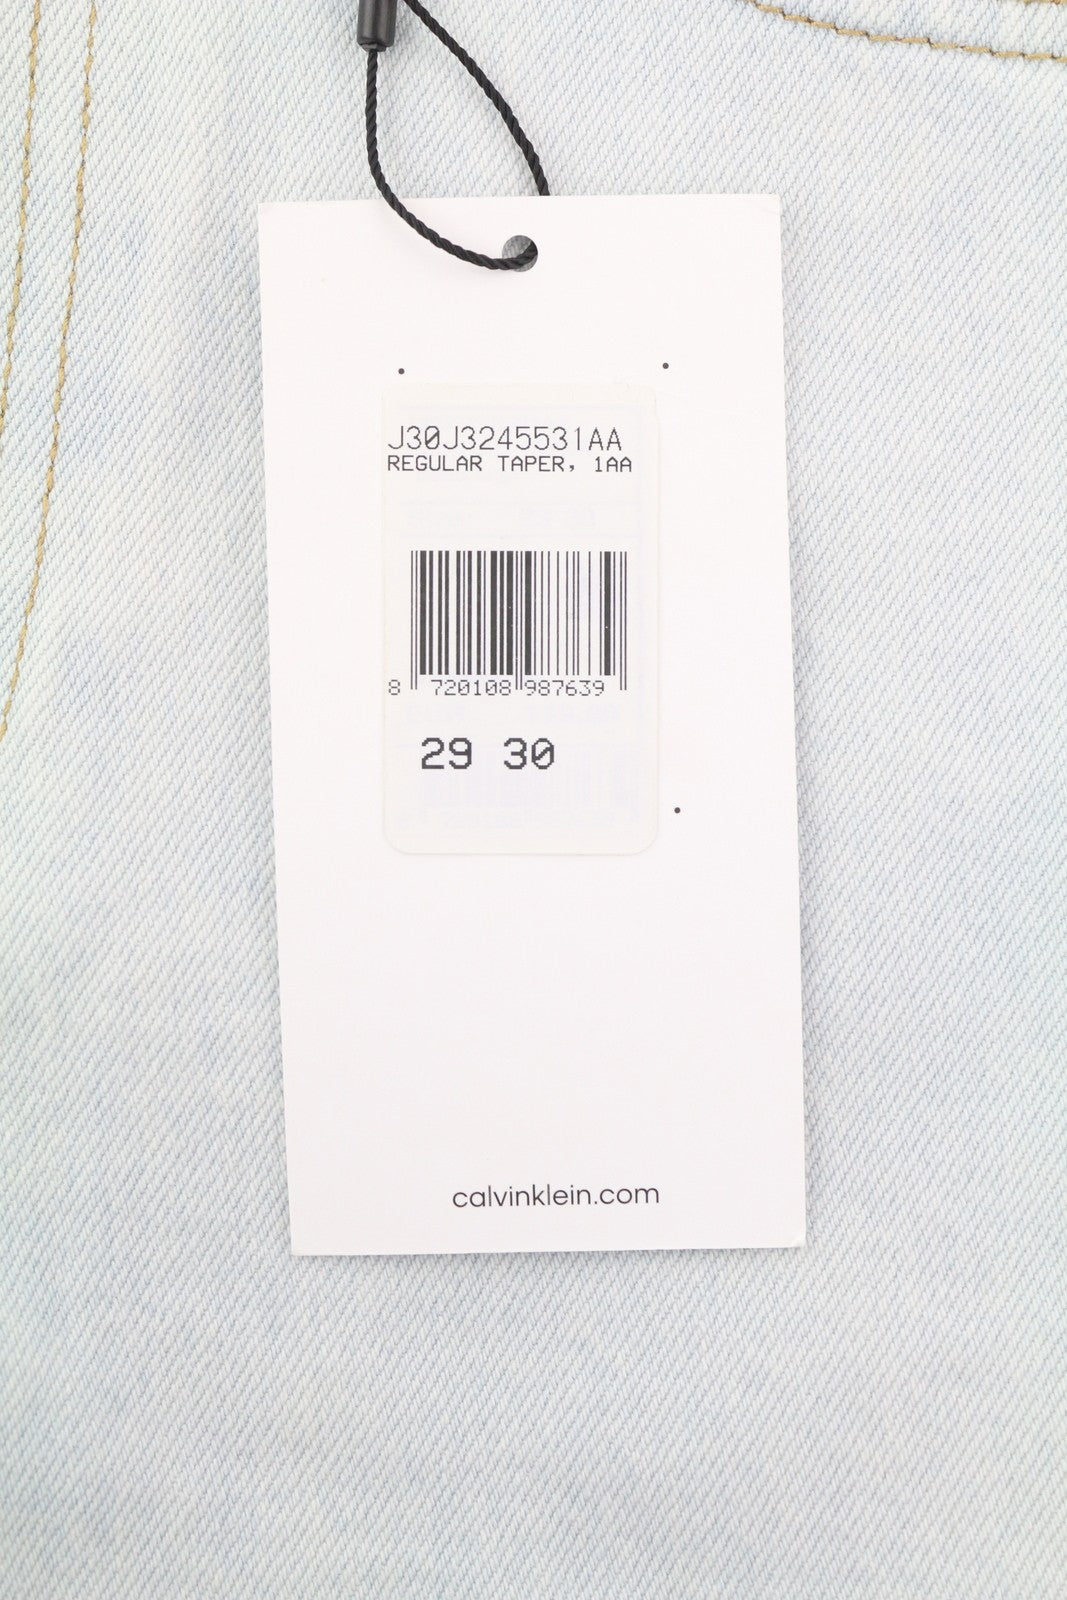 J30J3245531AA
REGULAR TAPER, 1AA
8 720108 987639
29 30
calvinklein.com